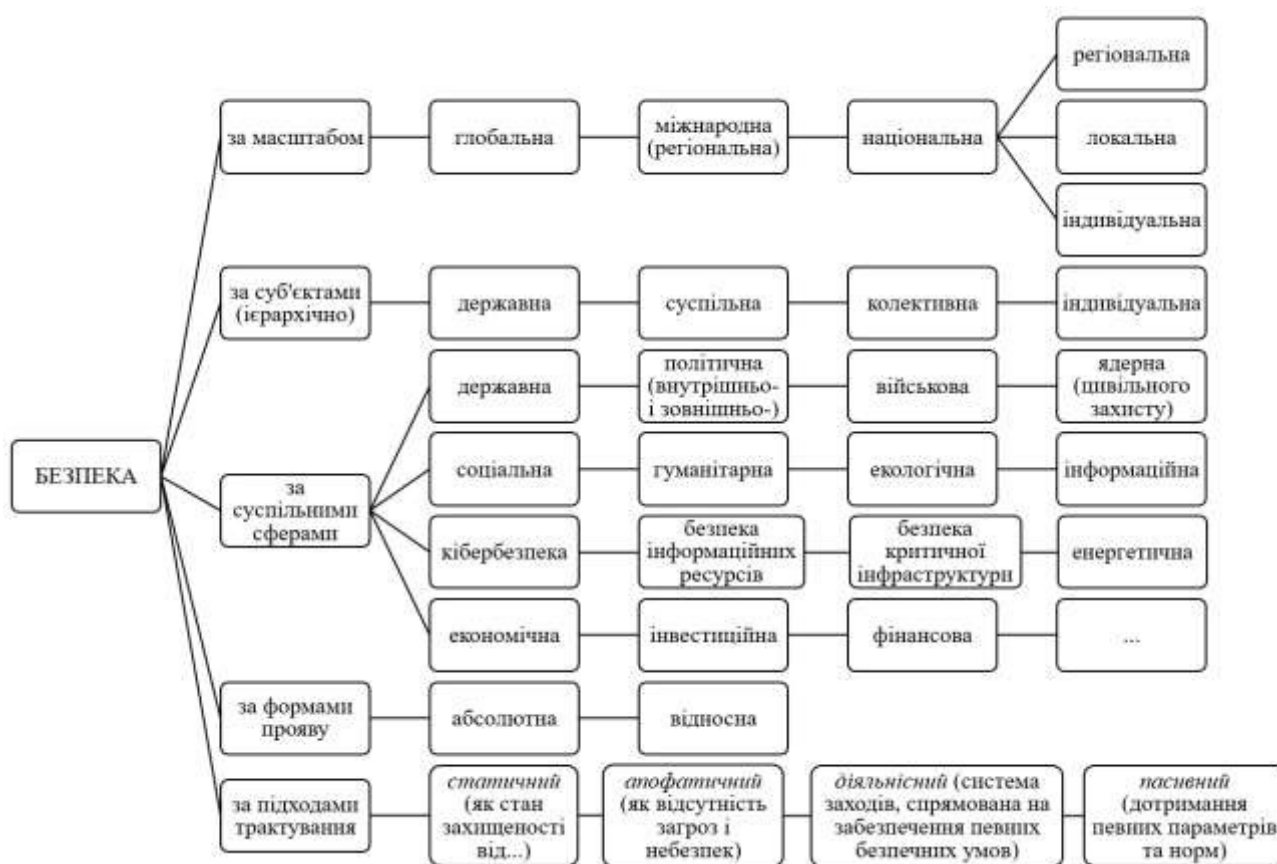 регіональна
за масштабом
глобальна
міжнародна
(регіональна)
національна
локальна
індивідуальна
за суб'єктами
(ієрархічно)
державна
суспільна
колективна
індивідуальна
БЕЗПЕКА
за
суспільними
сферами
державна
політична
(внутрішньо-
і зовнішньо-)
військова
ядерна
(цивільного
захисту)
соціальна
гуманітарна
екологічна
інформаційна
кібербезпека
безпека
інформаційних
ресурсів
безпека
критичної
інфраструктури
енергетична
економічна
інвестиційна
фінансова
...
за формами
прояву
абсолютна
відносна
за підходами
трактування
статичний
(як стан
захищеності
від...)
апофатичний
(як відсутність
загроз і
небезпек)
діяльнісний (система
заходів, спрямована на
забезпечення певних
безпечних умов)
пасивний
(дотримання
певних параметрів
та норм)